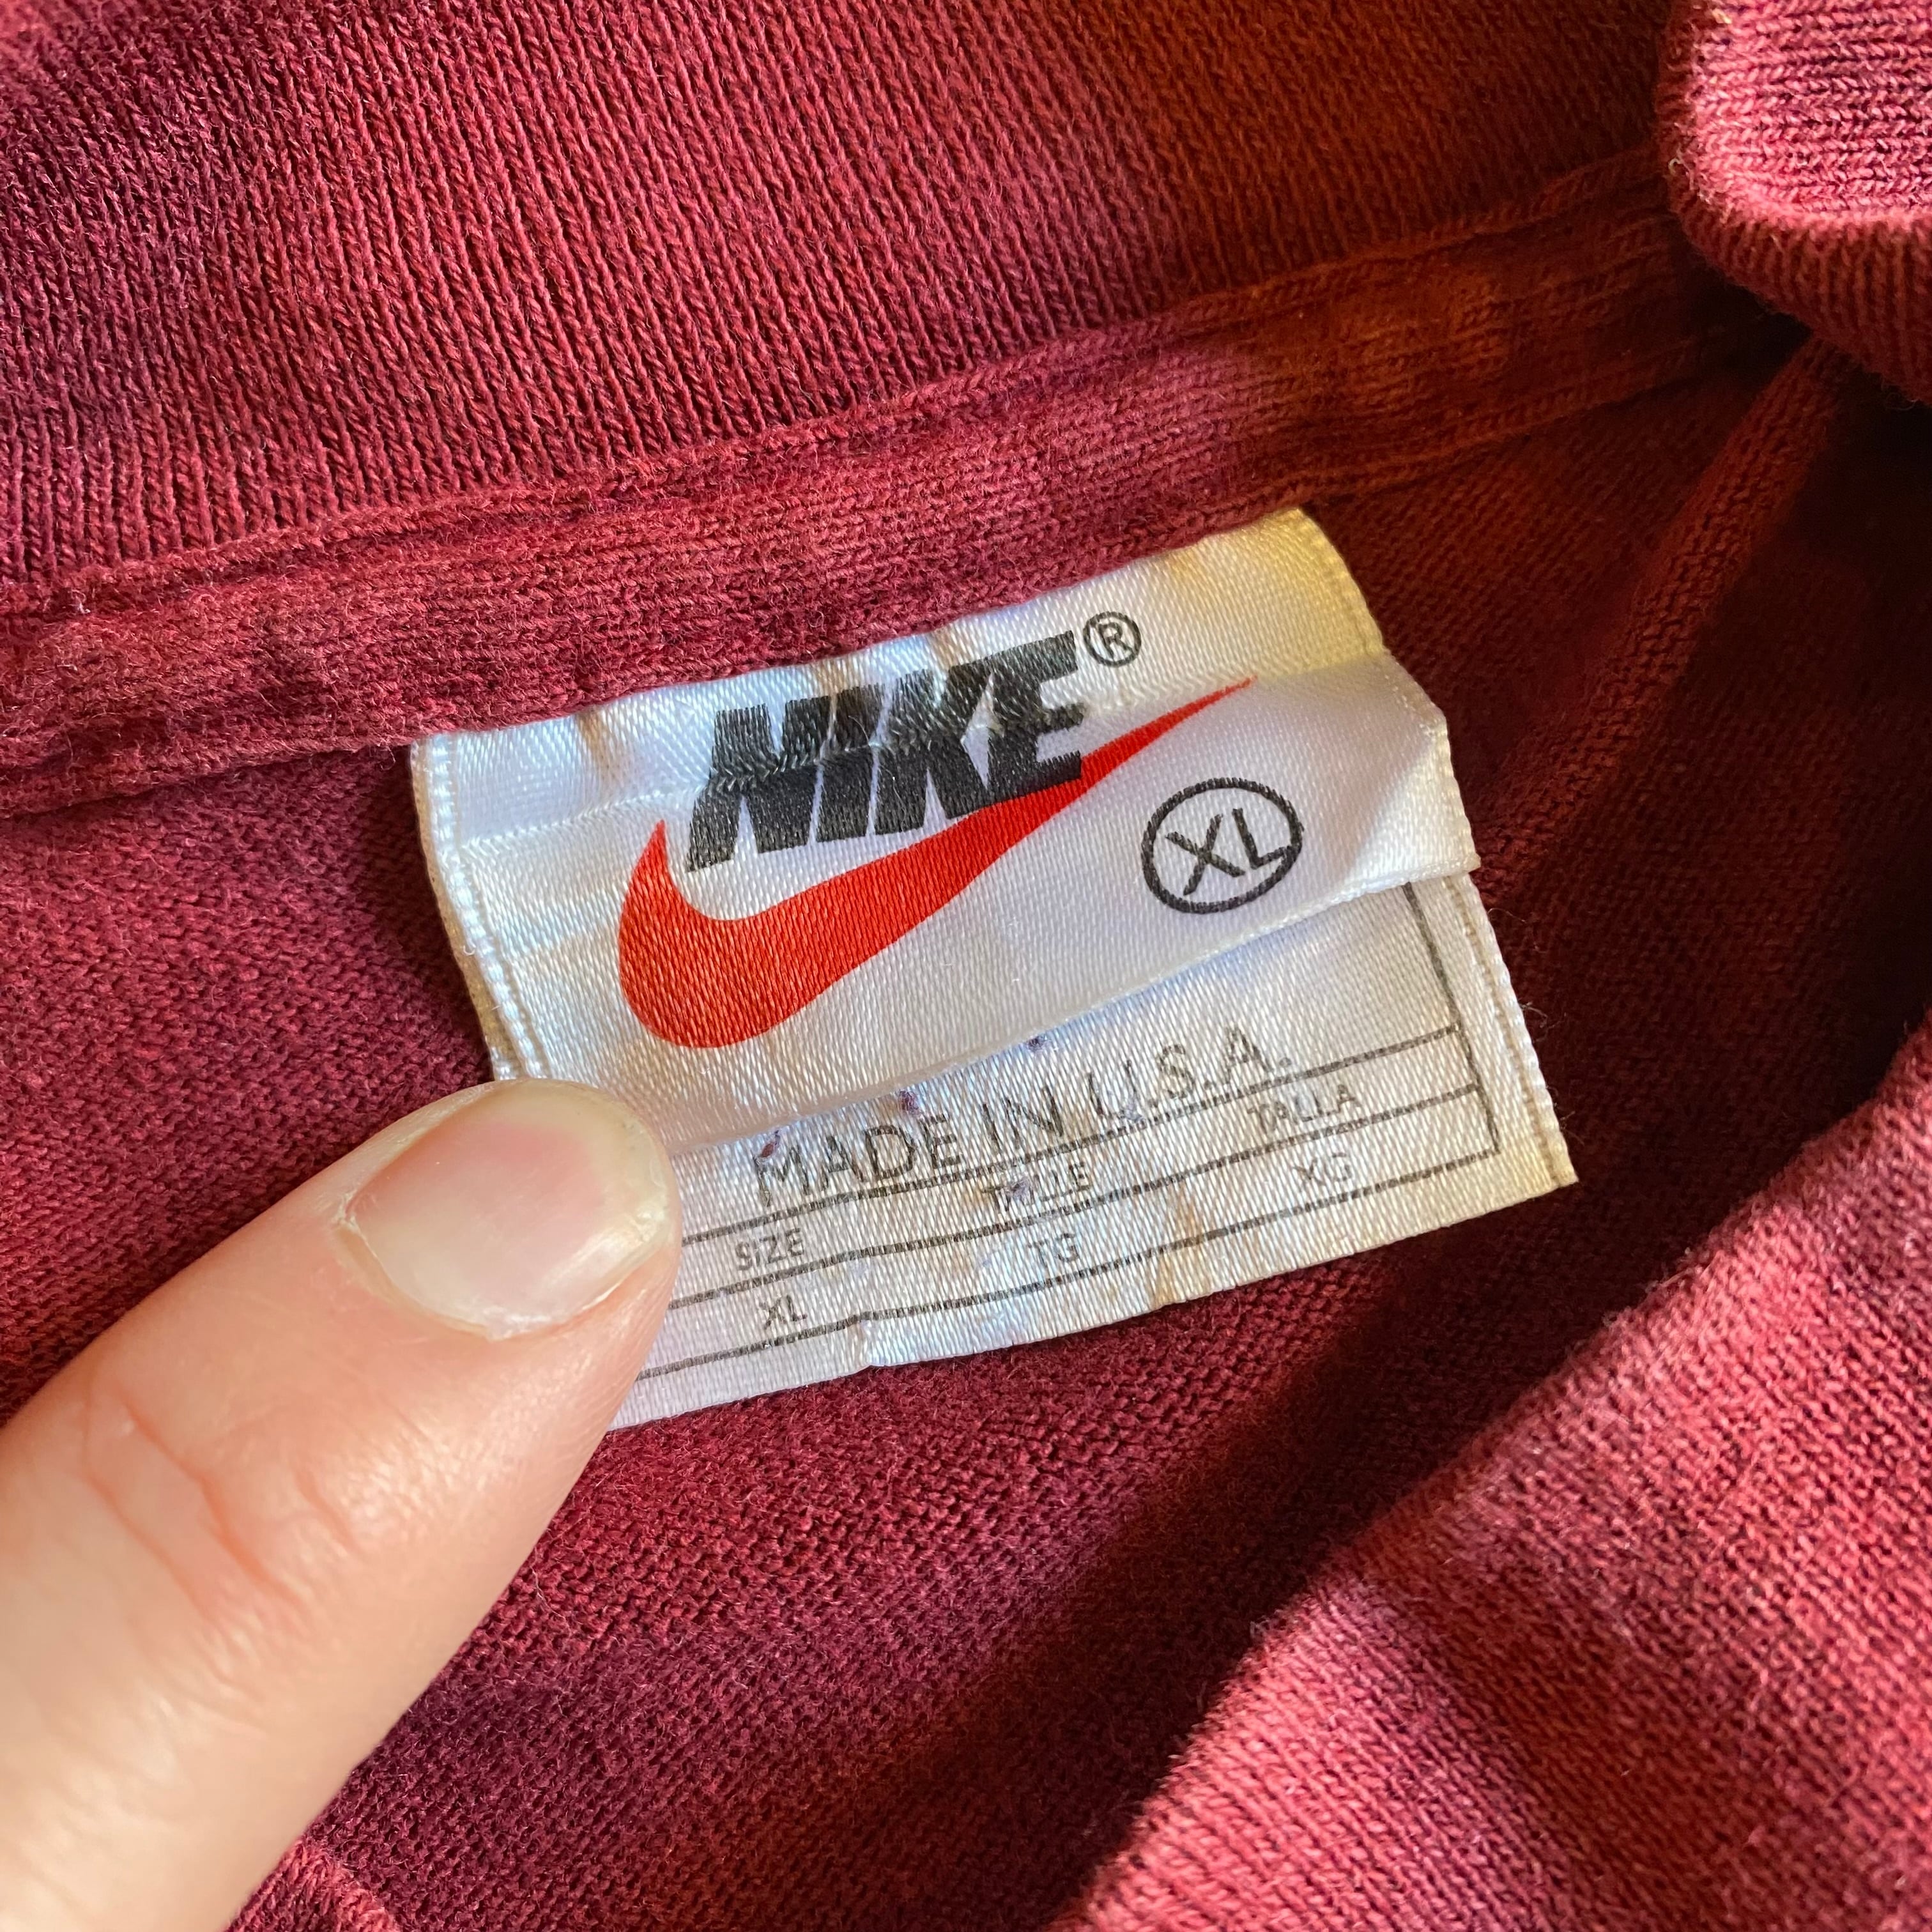 NIKE®
XL
MADE IN U.S.A.
SIZE TAILLE TALLA
XL TG XG